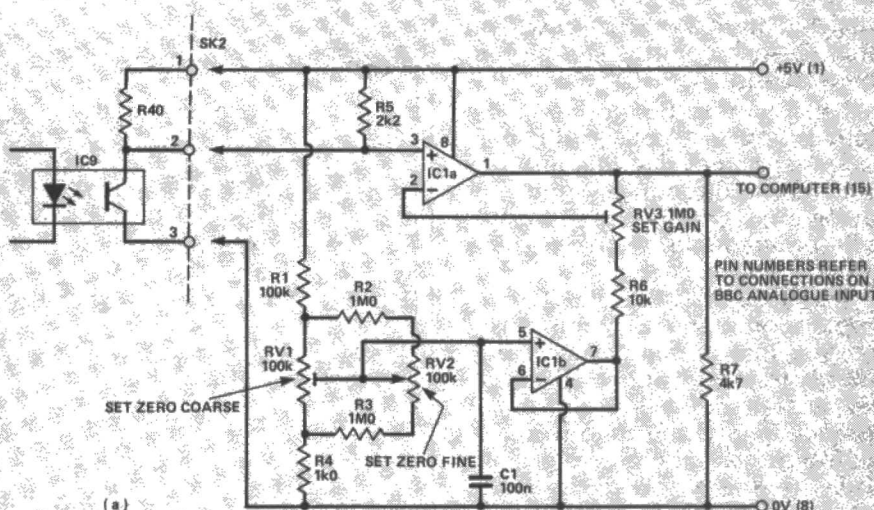 SK2
1
+5V (1)
R40
R5
2k2
2
3
8
IC1a
1
IC9
2
TO COMPUTER (15)
RV3 1M0
SET GAIN
3
R1
100k
R2
1M0
R6
10k
PIN NUMBERS REFER
TO CONNECTIONS ON
BBC ANALOGUE INPUT
RV1
100k
RV2
100k
5
IC1b
7
6
4
R7
4k7
SET ZERO COARSE
R3
1M0
R4
1k0
SET ZERO FINE
C1
100n
(a)
0V (8)